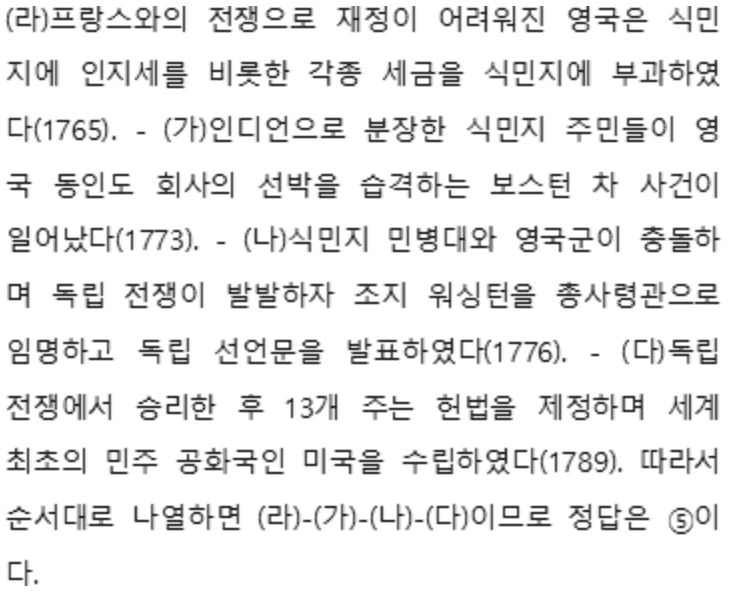 (라)프랑스와의 전쟁으로 재정이 어려워진 영국은 식민
지에 인지세를 비롯한 각종 세금을 식민지에 부과하였
다(1765). - (가)인디언으로 분장한 식민지 주민들이 영
국 동인도 회사의 선박을 습격하는 보스턴 차 사건이
일어났다(1773). - (나)식민지 민병대와 영국군이 충돌하
며 독립 전쟁이 발발하자 조지 워싱턴을 총사령관으로
임명하고 독립 선언문을 발표하였다(1776). - (다)독립
전쟁에서 승리한 후 13개 주는 헌법을 제정하며 세계
최초의 민주 공화국인 미국을 수립하였다(1789). 따라서
순서대로 나열하면 (라)-(가)-(나)-(다)이므로 정답은 ⑤이
다.